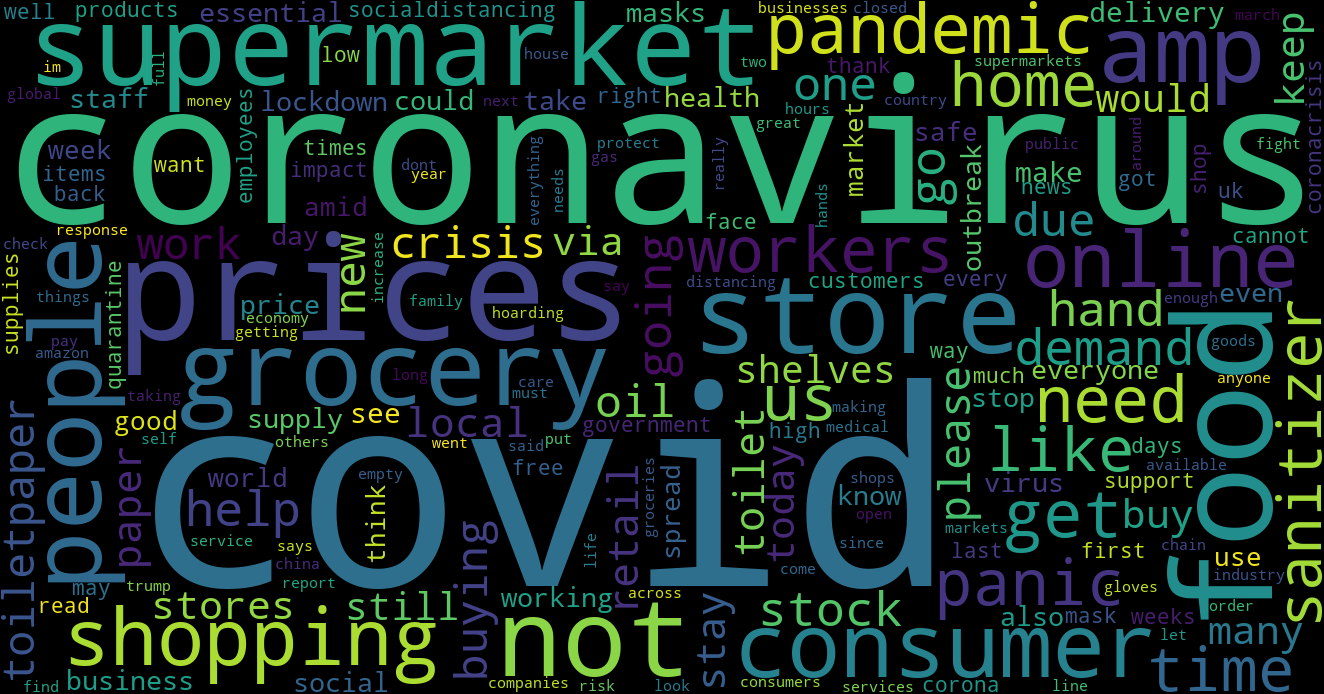 well
products
essential
socialdistancing
masks
businesses
closed
delivery
march
supermarket
pandemic
amp
keep
im
low
house
two
thank
supermarkets
full
global
staff
money
employees
lockdown
could
next
take
right
health
one
hours
country
home
would
coronacrisis
coronavirus
great
safe
public
around
fight
week
want
times
dont
year
impact
everything
needs
gas
protect
really
market
go
outbreak
make
news
got
shop
uk
items
back
amid
hands
face
due
cannot
response
work
day
crisis
via
workers
online
check
supplies
people
things
quarantine
prices
price
new
increase
family
say
going
distancing
customers
every
enough
even
economy
getting
hoarding
store
hand
demand
goods
food
sanitizer
pay
amazon
taking
grocery
long
care
must
shelves
way
everyone
anyone
much
stop
need
please
good
supply
see
local
oil
us
making
self
others
went
said
put
government
toilet
high
medical
like
days
toiletpaper
paper
world
help
empty
free
covid
think
retail
groceries
spread
today
shops
know
open
virus
support
available
get
buy
service
says
china
report
buying
life
since
come
markets
last
first
chain
use
industry
may
trump
read
stores
still
working
across
stay
stock
panic
gloves
order
also
mask
weeks
let
many
shopping
not
consumer
time
find
business
social
companies
risk
look
consumers
services
corona
line